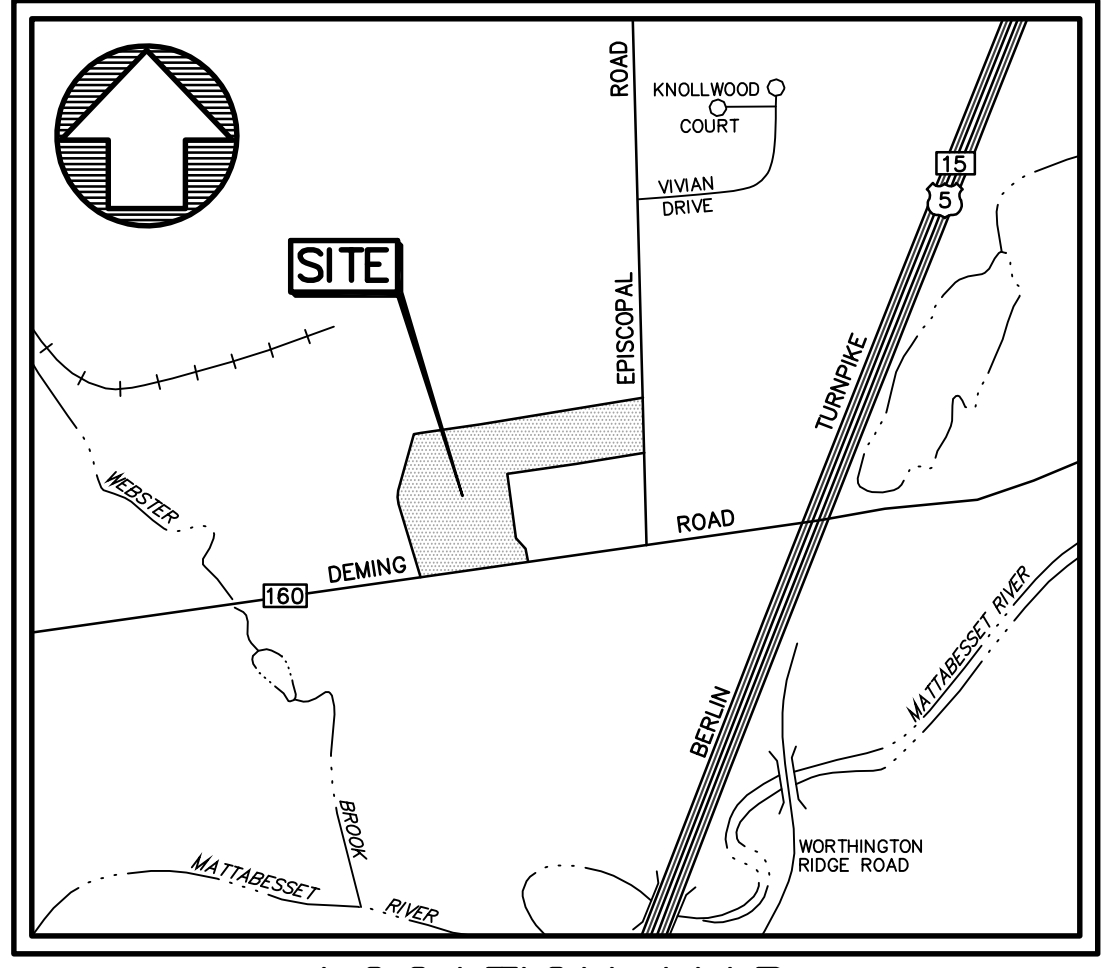 ROAD
KNOLLWOOD
COURT
15
5
VIVIAN
DRIVE
SITE
EPISCOPAL
TURNPIKE
WEBSTER
ROAD
DEMING
160
MATTABESSET RIVER
BERLIN
BROOK
WORTHINGTON
RIDGE ROAD
MATTABESSET
RIVER